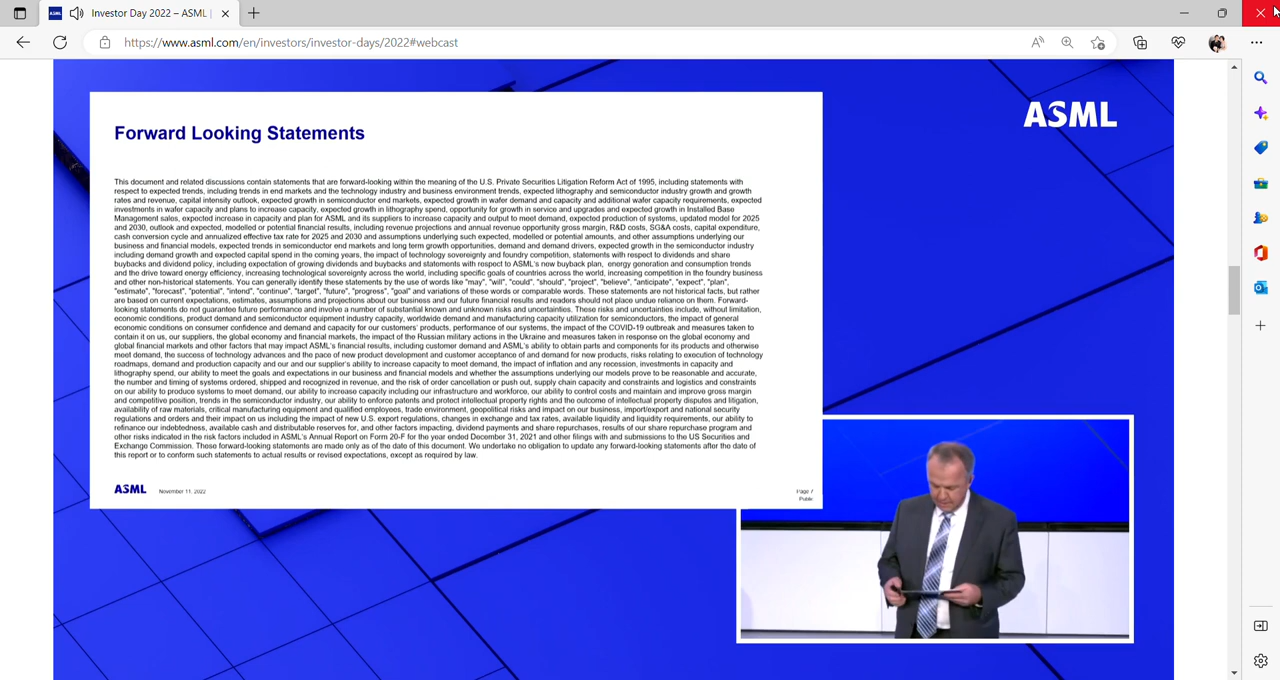 Investor Day 2022 – ASML |
https://www.asml.com/en/investors/investor-days/2022#webcast
ASML
Forward Looking Statements
This document and related discussions contain statements that are forward-looking within the meaning of the U.S. Private Securities Litigation Reform Act of 1995, including statements with
respect to expected trends, including trends in end markets and the technology industry and business environment trends, expected lithography and semiconductor industry growth and growth
rates and revenue, capital intensity outlook, expected growth in semiconductor end markets, expected growth in wafer demand and capacity and additional wafer capacity requirements, expected
investments in wafer capacity and plans to increase capacity, expected growth in lithography spend, opportunity for growth in service and upgrades and expected growth in Installed Base
Management sales, expected increase in capacity and plan for ASML and its suppliers to increase capacity and output to meet demand, expected production of systems, updated model for 2025
and 2030, outlook and expected, modelled or potential financial results, including revenue projections and annual revenue opportunity gross margin, R&D costs, SG&A costs, capital expenditure,
cash conversion cycle and annualized effective tax rate for 2025 and 2030 and assumptions underlying such expected, modelled or potential amounts, and other assumptions underlying our
business and financial models, expected trends in semiconductor end markets and long term growth opportunities, demand and demand drivers, expected growth in the semiconductor industry
including demand growth and expected capital spend in the coming years, the impact of technology sovereignty and foundry competition, statements with respect to dividends and share
buybacks and dividend policy, including expectation of growing dividends and buybacks and statements with respect to ASML's new buyback plan, energy generation and consumption trends
and the drive toward energy efficiency, increasing technological sovereignty across the world, including specific goals of countries across the world, increasing competition in the foundry business
and other non-historical statements. You can generally identify these statements by the use of words like "may", "will", "could", "should", "project", "believe", "anticipate", "expect", "plan",
"estimate", "forecast", "potential", "intend", "continue", "target", "future", "progress", "goal" and variations of these words or comparable words. These statements are not historical facts, but rather
are based on current expectations, estimates, assumptions and projections about our business and our future financial results and readers should not place undue reliance on them. Forward-
looking statements do not guarantee future performance and involve a number of substantial known and unknown risks and uncertainties. These risks and uncertainties include, without limitation,
economic conditions, product demand and semiconductor equipment industry capacity, worldwide demand and manufacturing capacity utilization for semiconductors, the impact of general
economic conditions on consumer confidence and demand and capacity for our customers' products, performance of our systems, the impact of the COVID-19 outbreak and measures taken to
contain it on us, our suppliers, the global economy and financial markets, the impact of the Russian military actions in the Ukraine and measures taken in response on the global economy and
global financial markets and other factors that may impact ASML's financial results, including customer demand and ASML's ability to obtain parts and components for its products and otherwise
meet demand, the success of technology advances and the pace of new product development and customer acceptance of and demand for new products, risks relating to execution of technology
roadmaps, demand and production capacity and our and our supplier's ability to increase capacity to meet demand, the impact of inflation and any recession, investments in capacity and
lithography spend, our ability to meet the goals and expectations in our business and financial models and whether the assumptions underlying our models prove to be reasonable and accurate,
the number and timing of systems ordered, shipped and recognized in revenue, and the risk of order cancellation or push out, supply chain capacity and constraints and logistics and constraints
on our ability to produce systems to meet demand, our ability to increase capacity including our infrastructure and workforce, our ability to control costs and maintain and improve gross margin
and competitive position, trends in the semiconductor industry, our ability to enforce patents and protect intellectual property rights and the outcome of intellectual property disputes and litigation,
availability of raw materials, critical manufacturing equipment and qualified employees, trade environment, geopolitical risks and impact on our business, import/export and national security
regulations and orders and their impact on us including the impact of new U.S. export regulations, changes in exchange and tax rates, available liquidity and liquidity requirements, our ability to
refinance our indebtedness, available cash and distributable reserves for, and other factors impacting, dividend payments and share repurchases, results of our share repurchase program and
other risks indicated in the risk factors included in ASML's Annual Report on Form 20-F for the year ended December 31, 2021 and other filings with and submissions to the US Securities and
Exchange Commission. These forward-looking statements are made only as of the date of this document. We undertake no obligation to update any forward-looking statements after the date of
this report or to conform such statements to actual results or revised expectations, except as required by law.
ASML
November 11, 2022
Page 7
Public